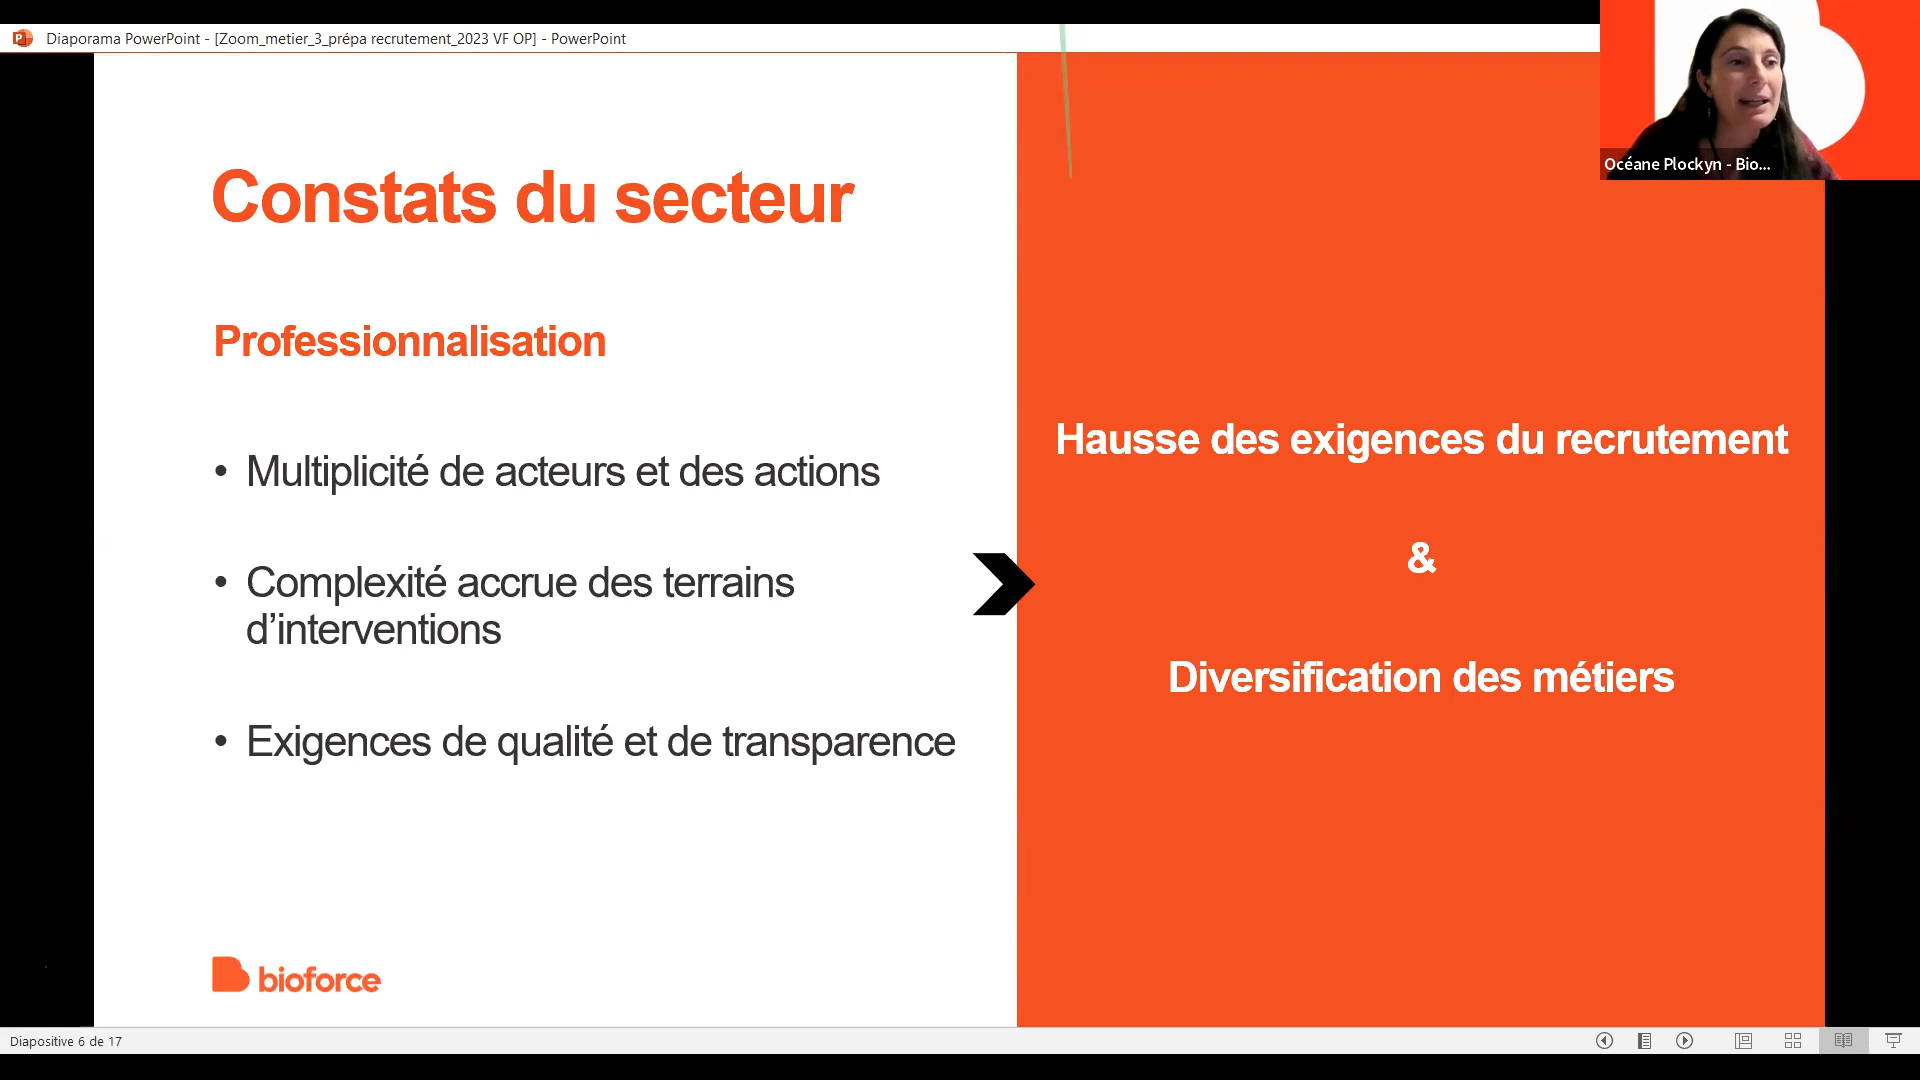 Diaporama PowerPoint - [Zoom_metier_3_prépa recrutement_2023 VF OP] - PowerPoint
Océane Plockyn - Bio...
Constats du secteur
Professionnalisation
• Multiplicité de acteurs et des actions
• Complexité accrue des terrains
d’interventions
• Exigences de qualité et de transparence
Hausse des exigences du recrutement
&
Diversification des métiers
bioforce
Diapositive 6 de 17